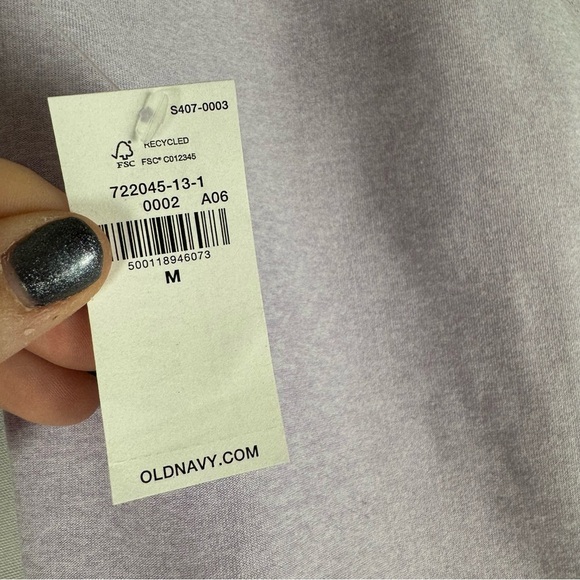 S407-0003
RECYCLED
FSC FSC® C012345
722045-13-1
0002 A06
500118946073
M
OLDNAVY.COM